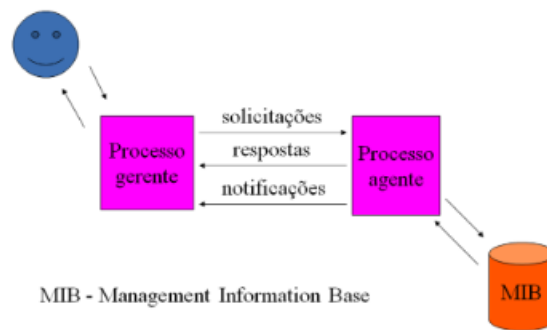 solicitações
Processo
gerente
respostas
Processo
agente
notificações
MIB - Management Information Base
MIB